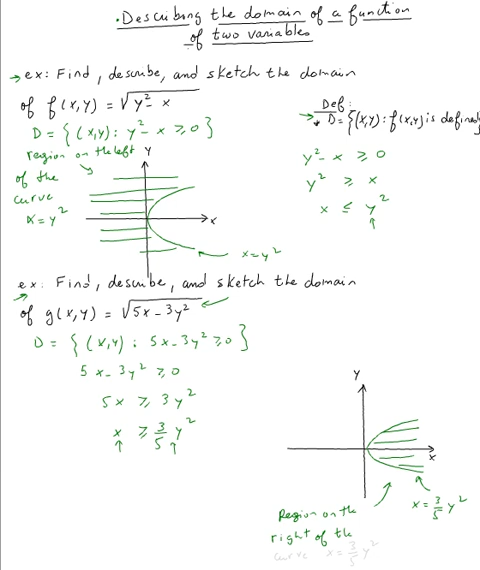 • Describing the domain of a function
of two variables
→ ex: Find, describe, and sketch the domain
of f(x,y) = √(y² - x)
D = { (x,y): y² - x ≥ 0 }
Def:
→ • D = {(x,y): f(x,y) is defined
y² - x ≥ 0
y² ≥ x
x ≤ y²
region on the left
of the
curve
x = y²
y
x
x = y²
ex: Find, describe, and sketch the domain
of g(x,y) = √(5x - 3y²)
D = { (x,y) : 5x - 3y² ≥ 0 }
5x - 3y² ≥ 0
5x ≥ 3y²
x ≥ 3/5 y²
y
x
x = 3/5 y²
Region on the
right of the
curve x = 3/5 y²